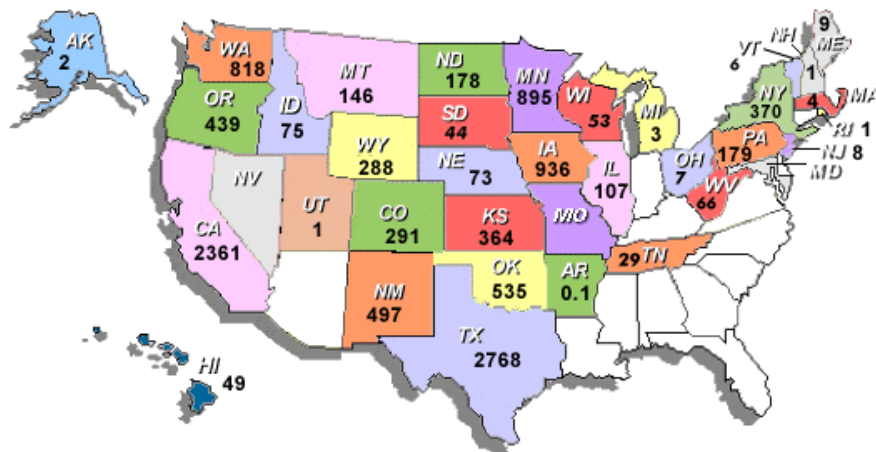 AK
2
WA
818
OR
439
CA
2361
NV
ID
75
MT
146
WY
288
UT
1
CO
291
NM
497
ND
178
SD
44
NE
73
KS
364
OK
535
TX
2768
MN
895
IA
936
MO
AR
0.1
WI
53
IL
107
MI
3
OH
7
TN
29
WV
66
PA
179
NY
370
VT
6
NH
1
ME
9
MA
4
RI 1
NJ 8
MD
HI
49